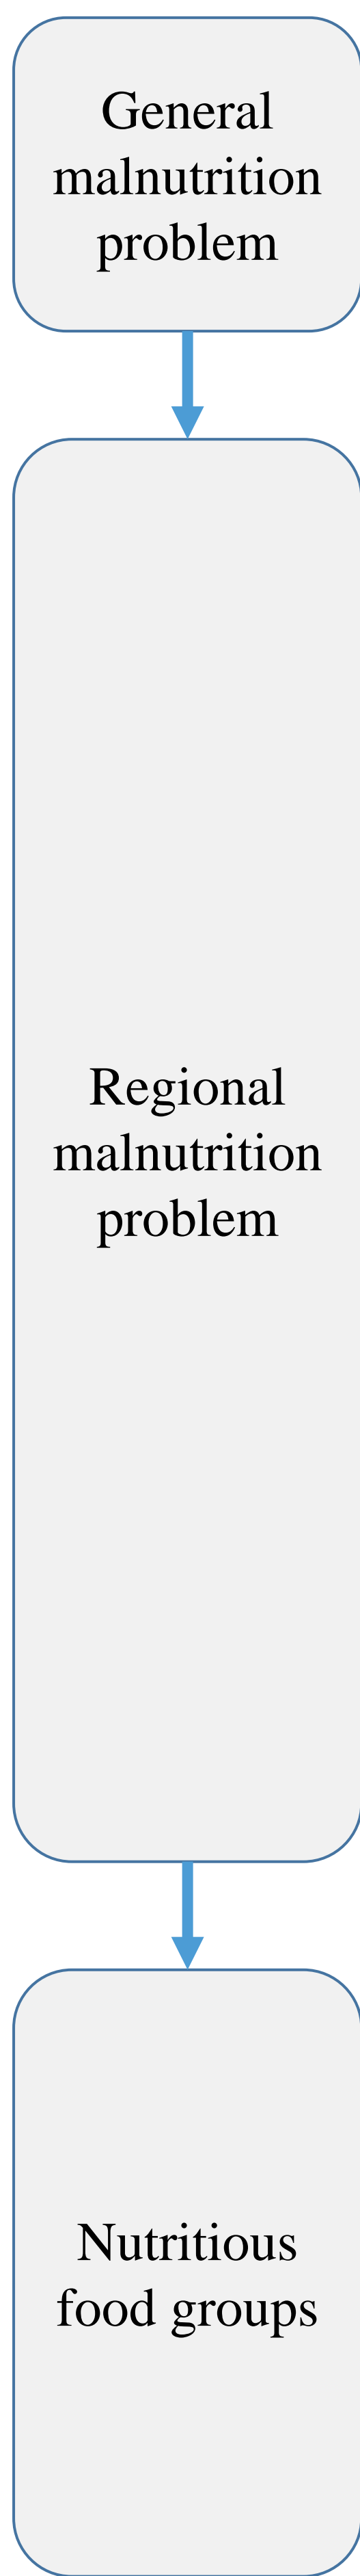 General
malnutrition
problem
Regional
malnutrition
problem
Nutritious
food groups